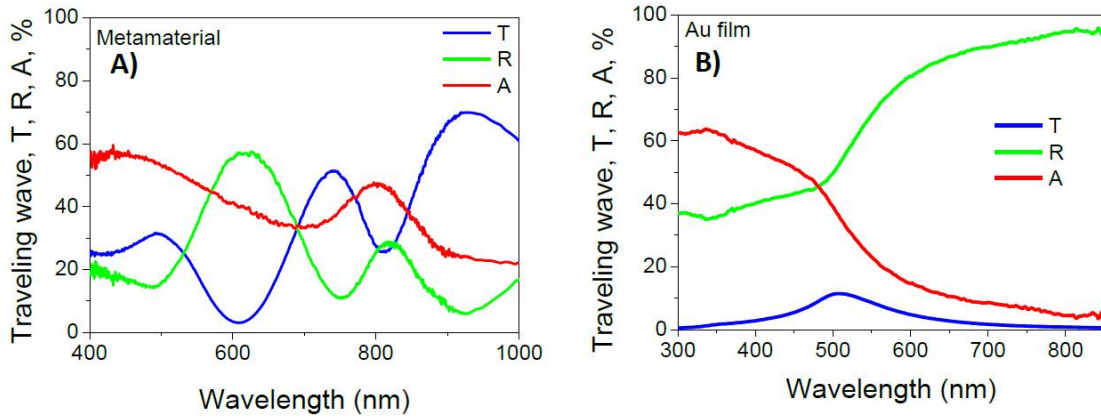 Metamaterial
A)
T
R
A
Traveling wave, T, R, A, %
100
80
60
40
20
0
400
600
800
1000
Wavelength (nm)
Au film
B)
T
R
A
Traveling wave, T, R, A, %
100
80
60
40
20
0
300
400
500
600
700
800
Wavelength (nm)